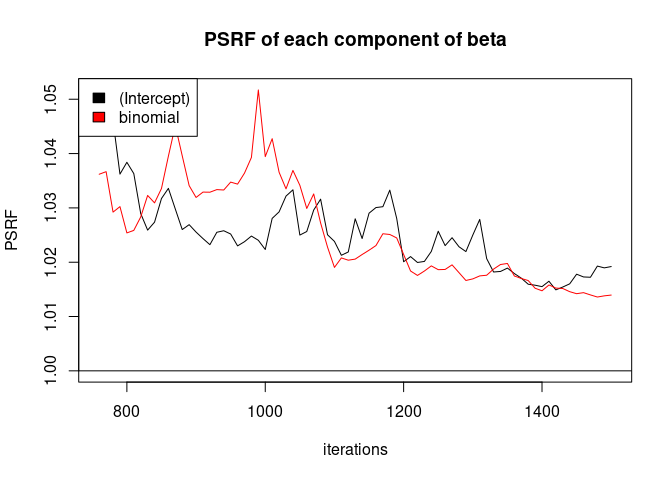 PSRF of each component of beta
(Intercept)
binomial
PSRF
1.05
1.04
1.03
1.02
1.01
1.00
800 1000 1200 1400
iterations